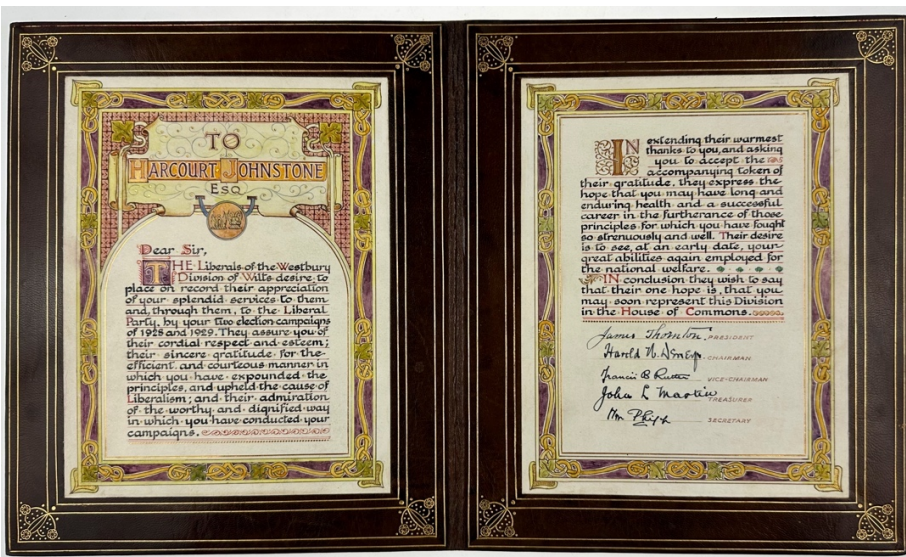 TO
HARCOURT JOHNSTONE
ESQ
Dear Sir,
THE Liberals of the Westbury
Division of Wilts desire to
place on record their appreciation
of your splendid services to them
and, through them, to the Liberal
Party, by your two election campaigns
of 1928 and 1929. They assure you of
their cordial respect and esteem;
their sincere gratitude for the
efficient and courteous manner in
which you have expounded the
principles, and upheld the cause of
Liberalism; and their admiration
of the worthy and dignified way
in which you have conducted your
campaigns.
IN extending their warmest
thanks to you, and asking
you to accept the
accompanying token of
their gratitude, they express the
hope that you may have long and
enduring health and a successful
career in the furtherance of those
principles for which you have fought
so strenuously and well. Their desire
is to see, at an early date, your
great abilities again employed for
the national welfare.
IN conclusion they wish to say
that their one hope is, that you
may soon represent this Division
in the House of Commons.
James Thornton. PRESIDENT
Harold CHAIRMAN
Francis B Rutter VICE-CHAIRMAN
John L Martin TREASURER
Wm SECRETARY